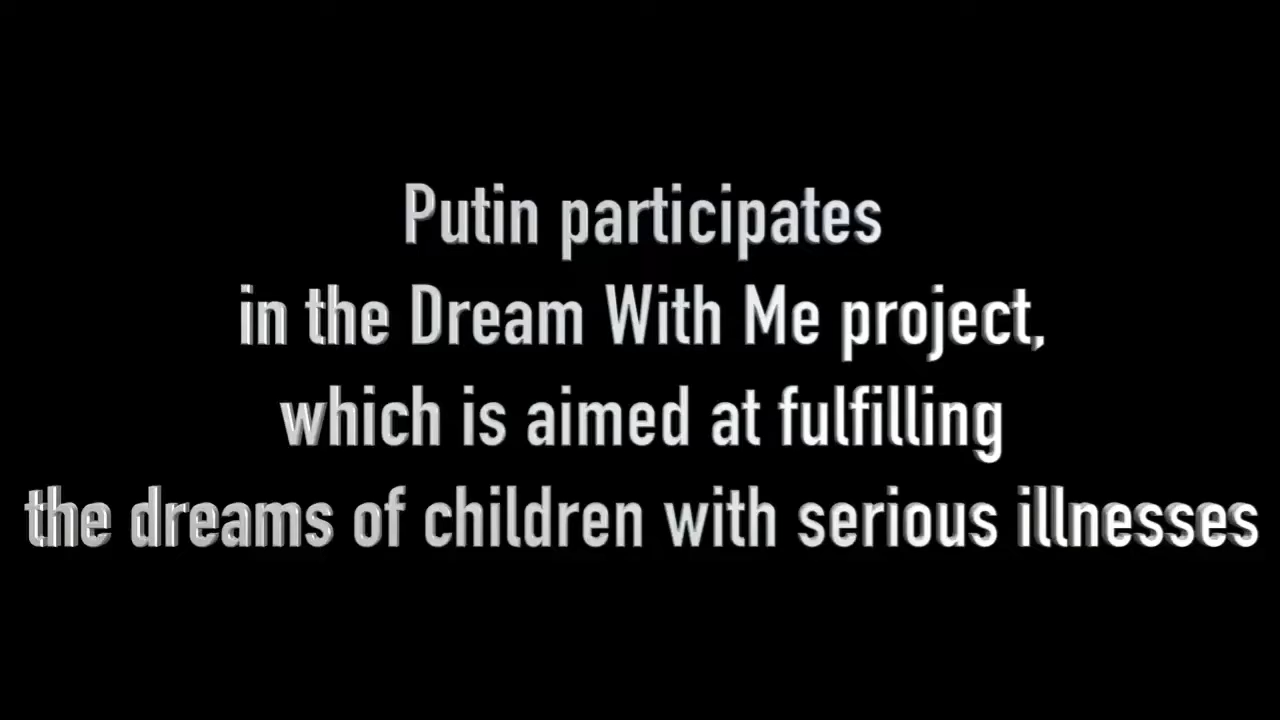 Putin participates
in the Dream With Me project,
which is aimed at fulfilling
the dreams of children with serious illnesses